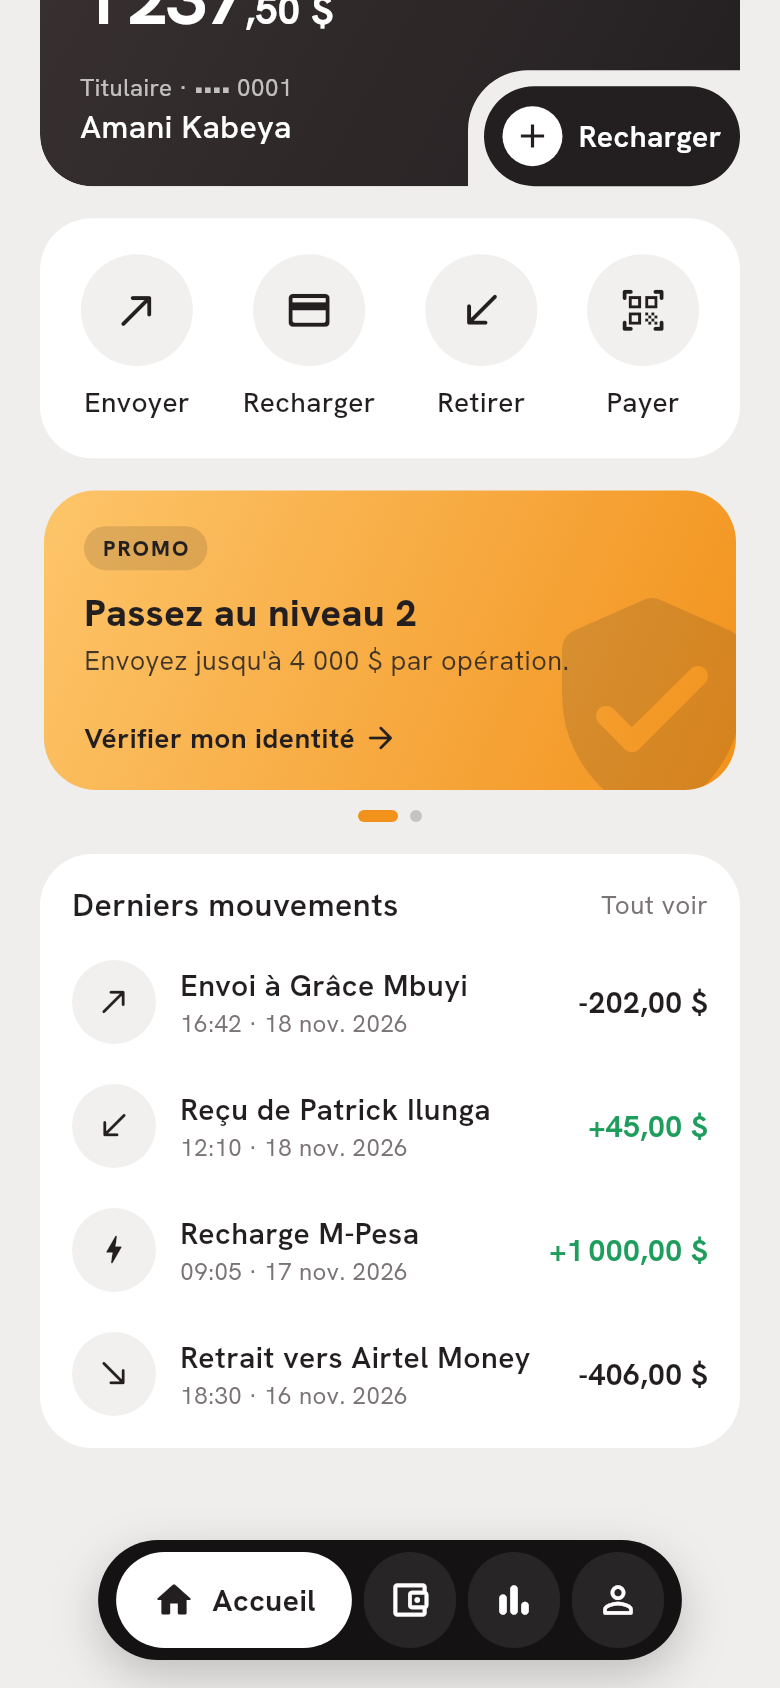 1 237,50 $
Titulaire · •••• 0001
Amani Kabeya
Recharger
Envoyer
Recharger
Retirer
Payer
PROMO
Passez au niveau 2
Envoyez jusqu'à 4 000 $ par opération.
Vérifier mon identité →
Derniers mouvements
Tout voir
Envoi à Grâce Mbuyi
-202,00 $
16:42 · 18 nov. 2026
Reçu de Patrick Ilunga
+45,00 $
12:10 · 18 nov. 2026
Recharge M-Pesa
+1 000,00 $
09:05 · 17 nov. 2026
Retrait vers Airtel Money
-406,00 $
18:30 · 16 nov. 2026
Accueil